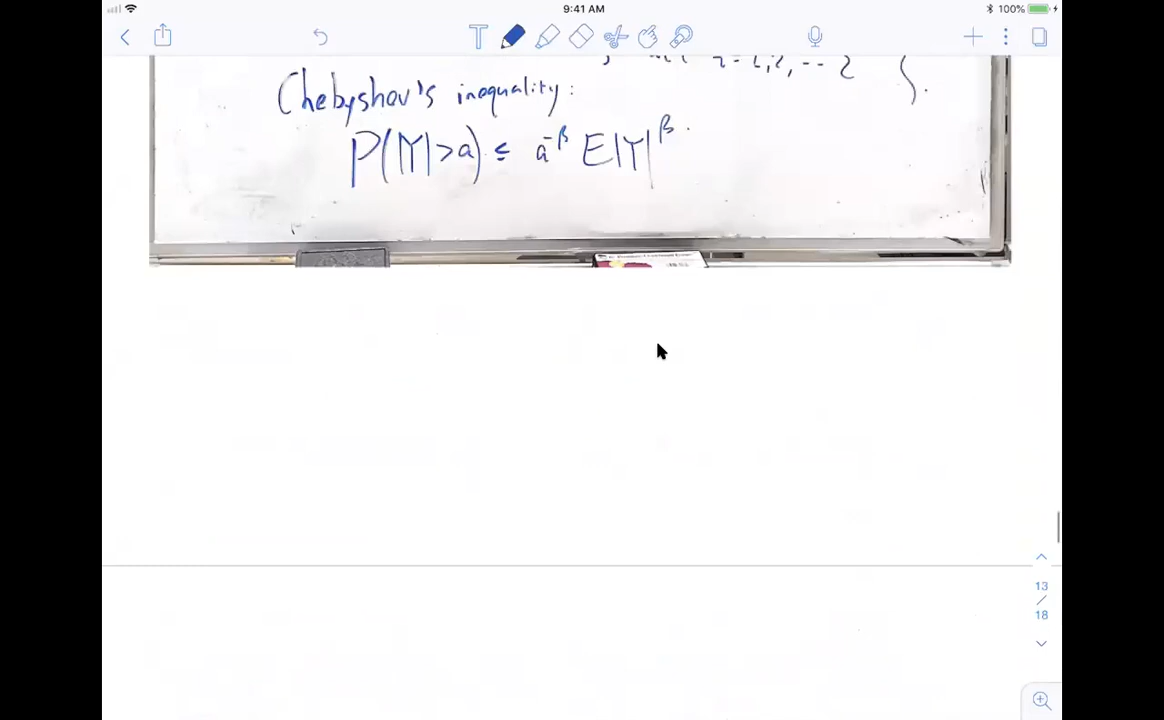 9:41 AM
100%
Chebyshov's inequality:
P(|Y|>a) ≤ a^{-β} E|Y|^β.
13
18